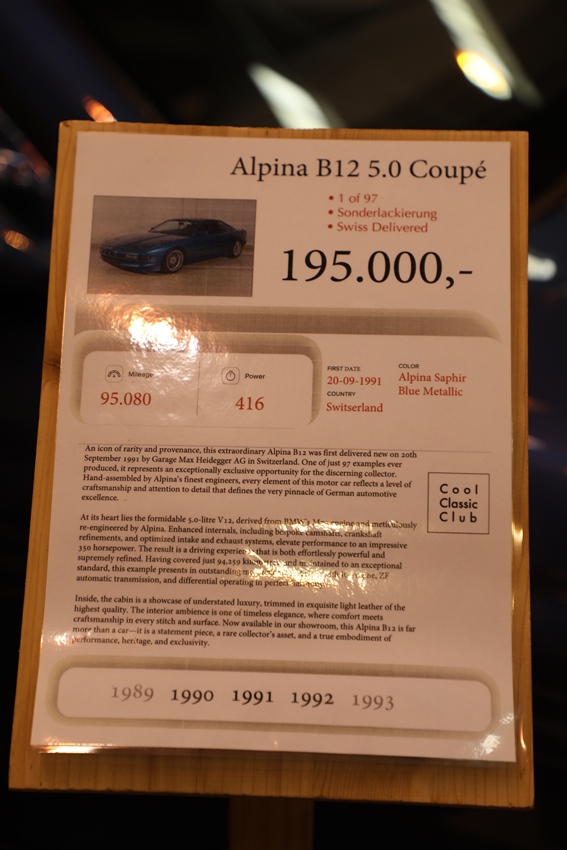 Alpina B12 5.0 Coupé
• 1 of 97
• Sonderlackierung
• Swiss Delivered
195.000,-
Mileage
95.080
Power
416
FIRST DATE
20-09-1991
COUNTRY
Switserland
COLOR
Alpina Saphir
Blue Metallic
An icon of rarity and provenance, this extraordinary Alpina B12 was first delivered new on 20th
September 1991 by Garage Max Heidegger AG in Switzerland. One of just 97 examples ever
produced, it represents an exceptionally exclusive opportunity for the discerning collector.
Hand-assembled by Alpina's finest engineers, every element of this motor car reflects a level of
craftsmanship and attention to detail that defines the very pinnacle of German automotive
excellence.
Cool
Classic
Club
At its heart lies the formidable 5.0-litre V12, derived from BMW's engine and meticulously
re-engineered by Alpina. Enhanced internals, including bespoke camshafts, crankshaft
refinements, and optimized intake and exhaust systems, elevate performance to an impressive
350 horsepower. The result is a driving experience that is both effortlessly powerful and
supremely refined. Having covered just 94,259 and maintained to an exceptional
standard, this example presents in outstanding ZF
automatic transmission, and differential operating in perfect
Inside, the cabin is a showcase of understated luxury, trimmed in exquisite light leather of the
highest quality. The interior ambience is one of timeless elegance, where comfort meets
craftsmanship in every stitch and surface. Now available in our showroom, this Alpina B12 is far
more than a car—it is a statement piece, a rare collector's asset, and a true embodiment of
performance, heritage, and exclusivity.
1989 1990 1991 1992 1993